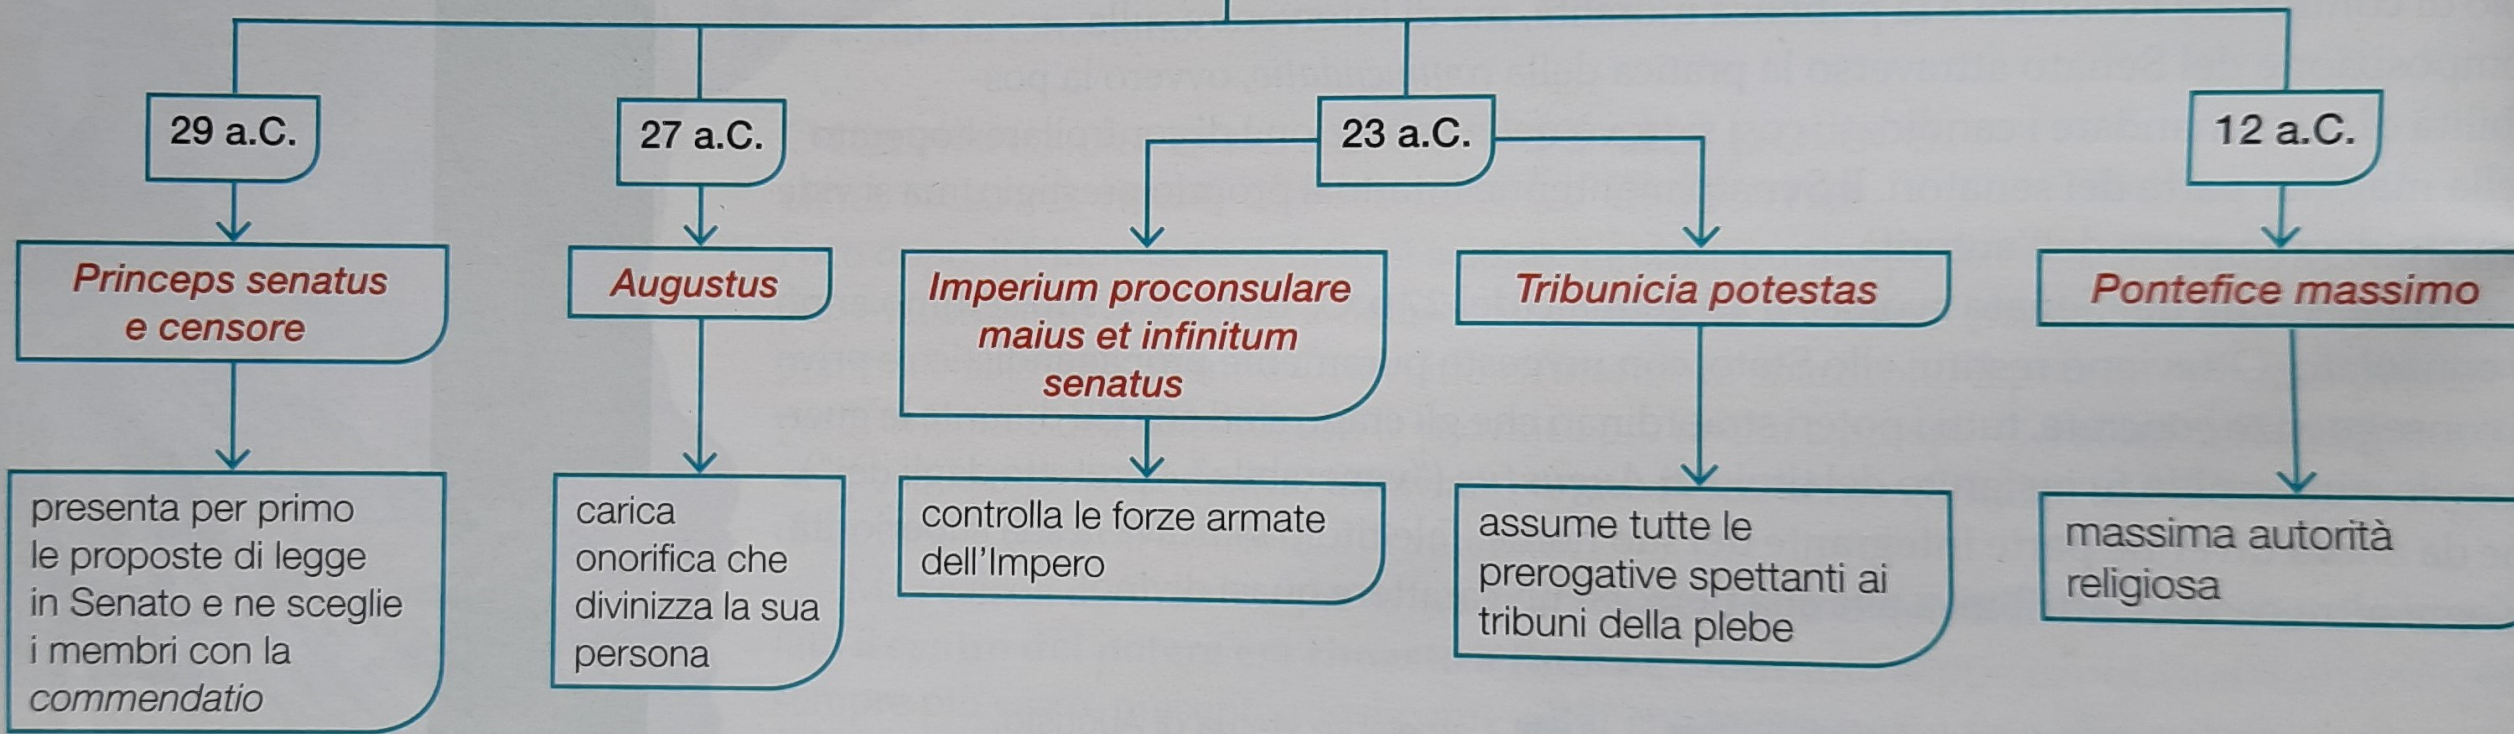 29 a.C.
27 a.C.
23 a.C.
12 a.C.
Princeps senatus
e censore
Augustus
Imperium proconsulare
maius et infinitum
senatus
Tribunicia potestas
Pontefice massimo
presenta per primo
le proposte di legge
in Senato e ne sceglie
i membri con la
commendatio
carica
onorifica che
divinizza la sua
persona
controlla le forze armate
dell'Impero
assume tutte le
prerogative spettanti ai
tribuni della plebe
massima autorità
religiosa